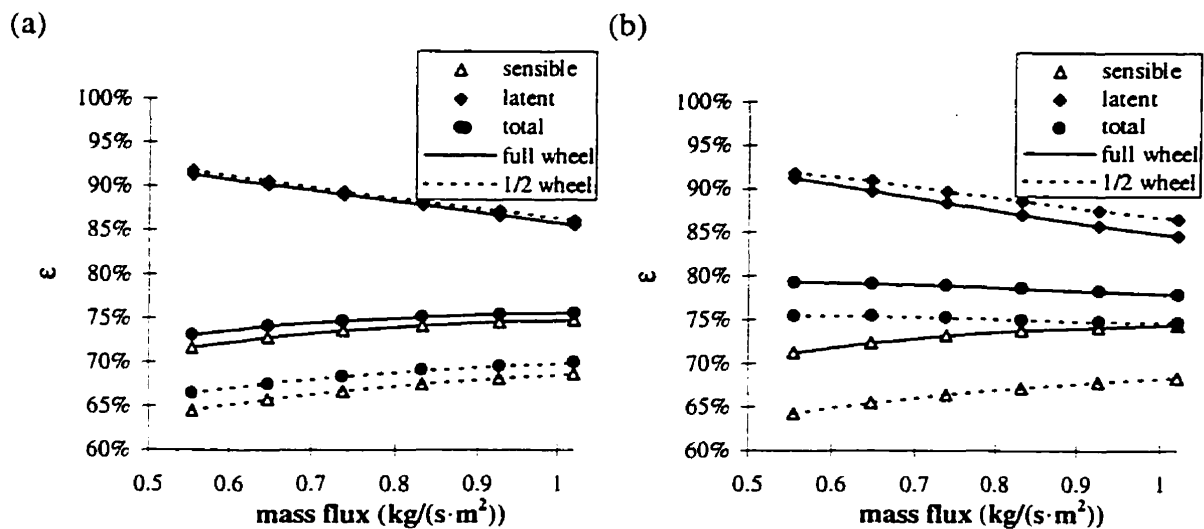 (a)
sensible
latent
total
full wheel
1/2 wheel
100%
95%
90%
85%
80%
75%
70%
65%
60%
ε
0.5
0.6
0.7
0.8
0.9
1
mass flux (kg/(s·m²))
(b)
sensible
latent
total
full wheel
1/2 wheel
100%
95%
90%
85%
80%
75%
70%
65%
60%
ε
0.5
0.6
0.7
0.8
0.9
1
mass flux (kg/(s·m²))